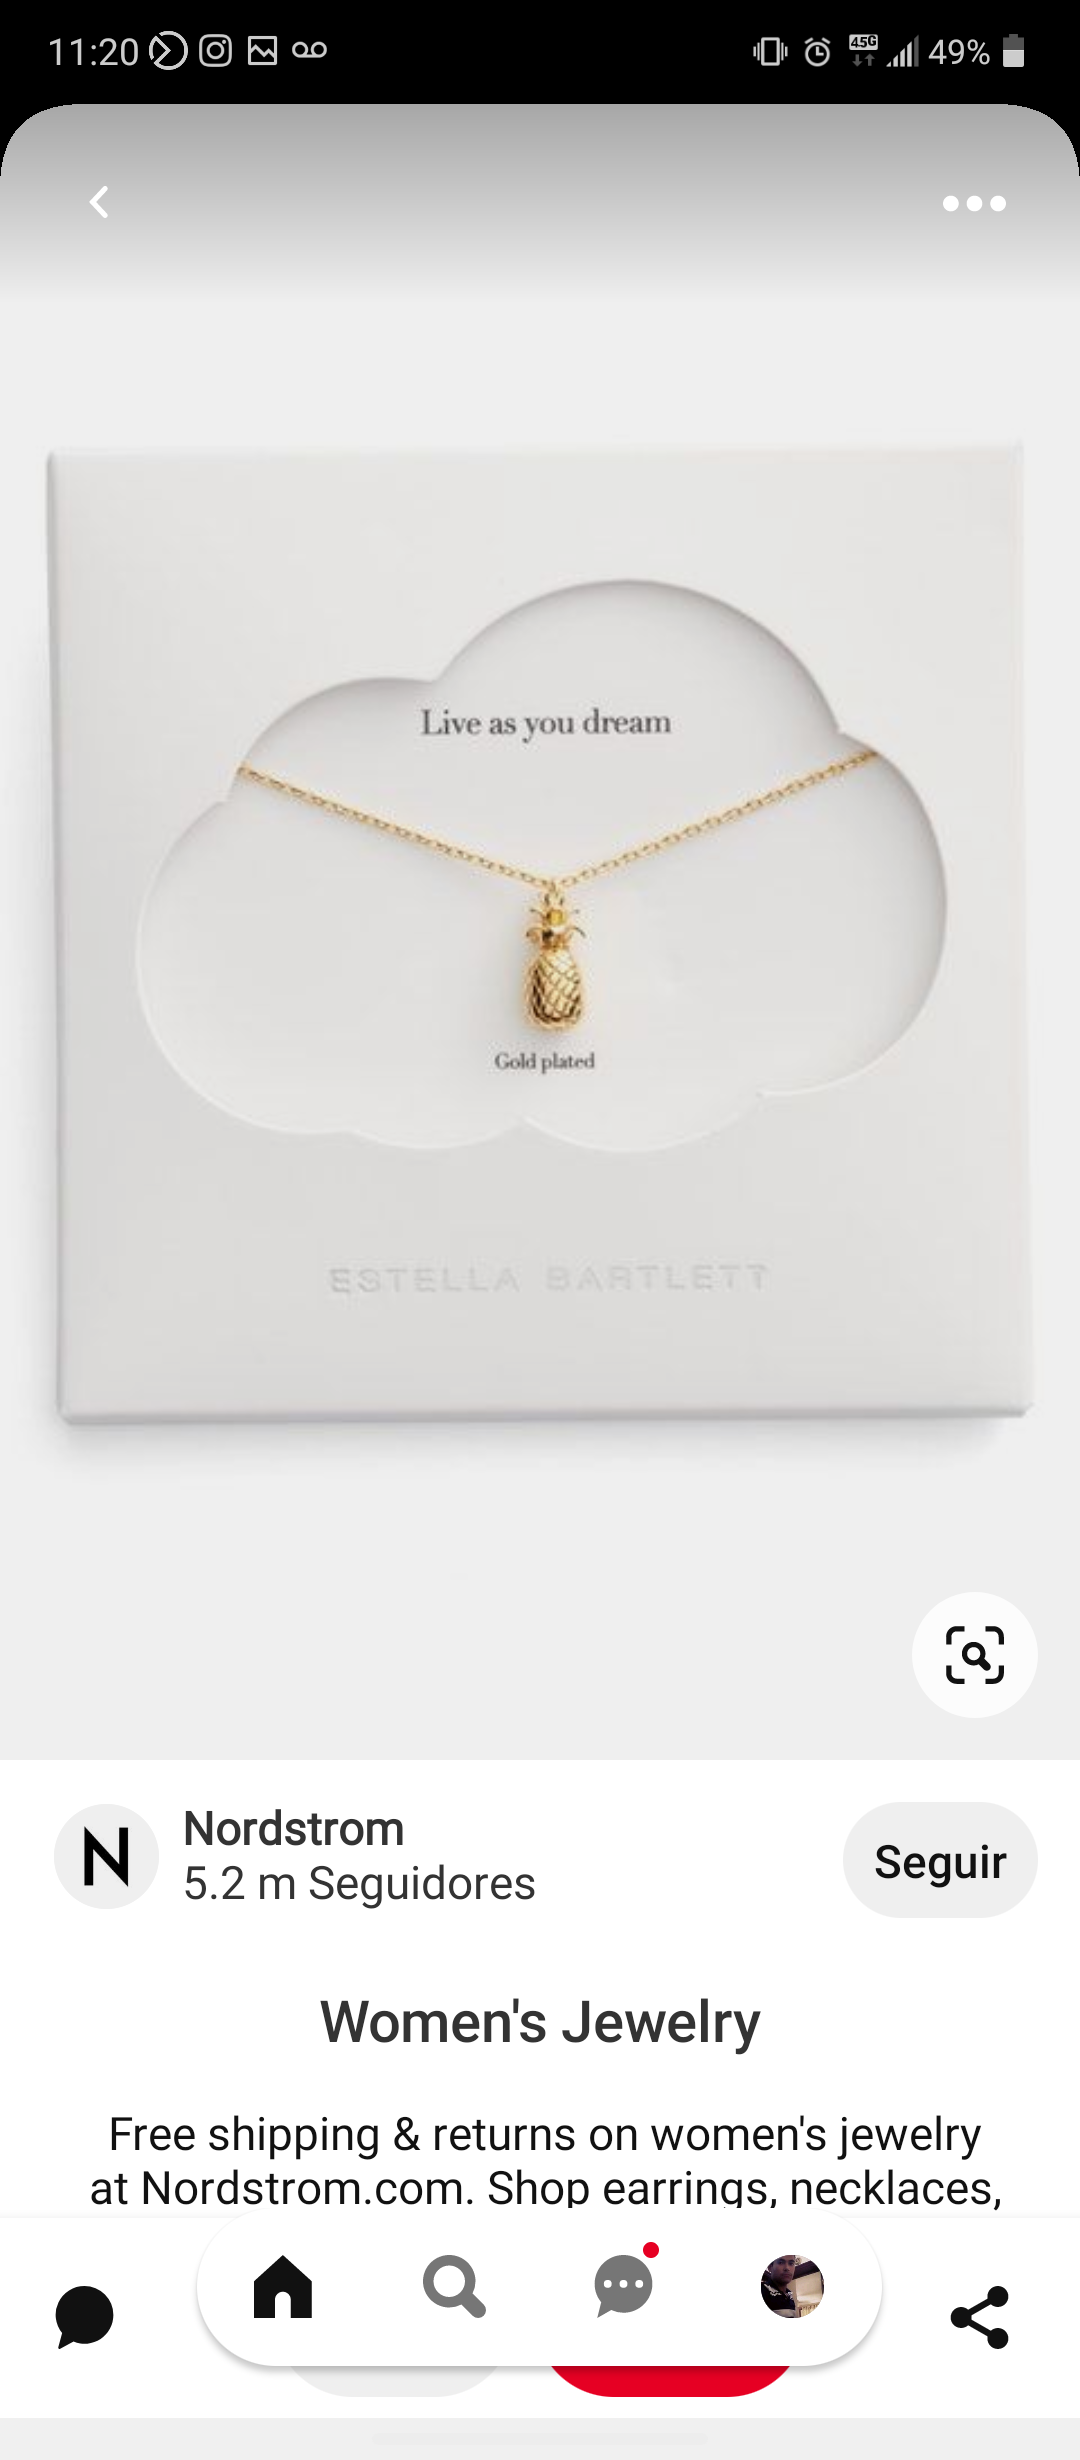 11:20
45G
49%
Live as you dream
Gold plated
ESTELLA BARTLETT
N
Nordstrom
5.2 m Seguidores
Seguir
Women's Jewelry
Free shipping & returns on women's jewelry
at Nordstrom.com. Shop earrings, necklaces,